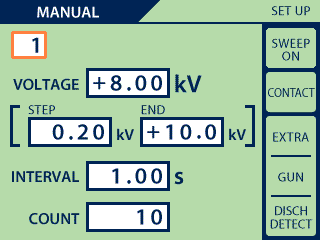 MANUAL
SET UP
1
SWEEP
ON
VOLTAGE +8.00 kV
CONTACT
STEP END
[ 0.20 kV +10.0 kV ]
EXTRA
INTERVAL 1.00 s
GUN
COUNT 10
DISCH
DETECT